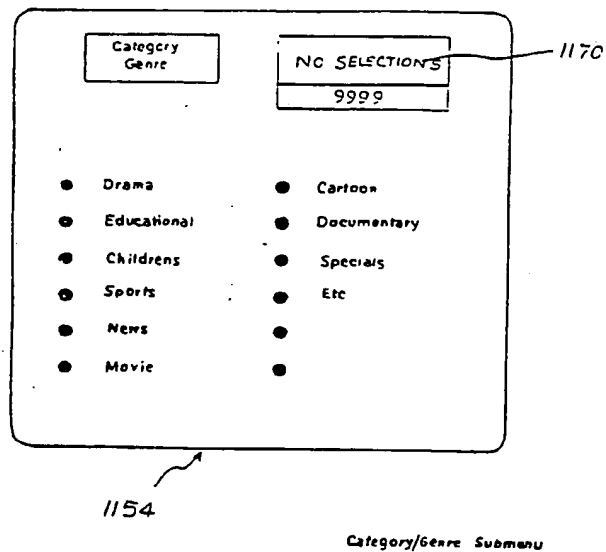 Category
Genre
NO SELECTIONS
1170
9999
Drama
Educational
Childrens
Sports
News
Movie
Cartoon
Documentary
Specials
Etc
1154
Category/Genre Submenu